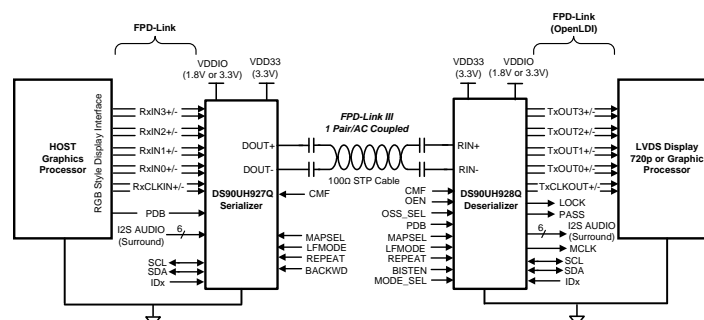 FPD-Link
VDDIO
(1.8V or 3.3V)
VDD33
(3.3V)
VDD33
(3.3V)
VDDIO
(1.8V or 3.3V)
FPD-Link
(OpenLDI)
HOST
Graphics
Processor
RGB Style Display Interface
RxIN3+/-
RxIN2+/-
RxIN1+/-
RxIN0+/-
RxCLKIN+/-
PDB
I2S AUDIO
(Surround)
6
SCL
SDA
IDx
DOUT+
DOUT-
DS90UH927Q
Serializer
CMF
MAPSEL
LFMODE
REPEAT
BACKWD
FPD-Link III
1 Pair/AC Coupled
100Ω STP Cable
RIN+
RIN-
DS90UH928Q
Deserializer
CMF
OEN
OSS_SEL
PDB
MAPSEL
LFMODE
REPEAT
BISTEN
MODE_SEL
TxOUT3+/-
TxOUT2+/-
TxOUT1+/-
TxOUT0+/-
TxCLKOUT+/-
LOCK
PASS
6
I2S AUDIO
(Surround)
MCLK
SCL
SDA
IDx
LVDS Display
720p or Graphic
Processor